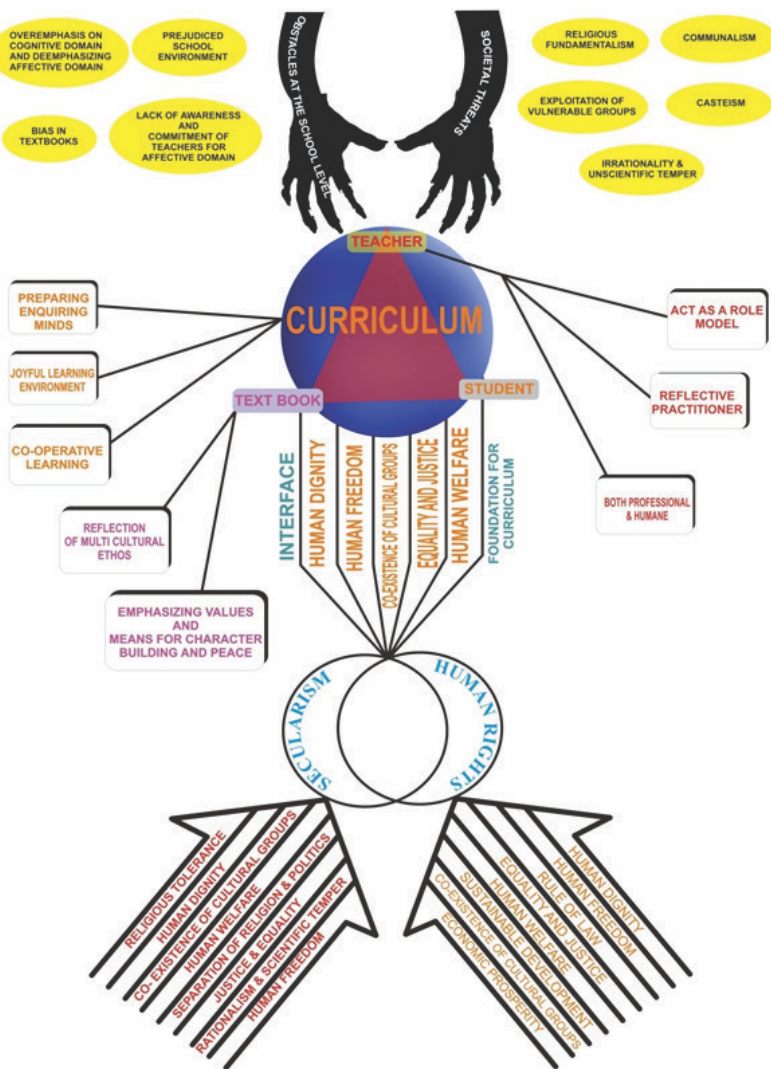 OVEREMPHASIS ON
COGNITIVE DOMAIN
AND DEEMPHASIZING
AFFECTIVE DOMAIN
PREJUDICED
SCHOOL
ENVIRONMENT
BIAS IN
TEXTBOOKS
LACK OF AWARENESS
AND
COMMITMENT OF
TEACHERS FOR
AFFECTIVE DOMAIN
OBSTACLES AT THE SCHOOL LEVEL
SOCIETAL THREATS
RELIGIOUS
FUNDAMENTALISM
COMMUNALISM
EXPLOITATION OF
VULNERABLE GROUPS
CASTEISM
IRRATIONALITY &
UNSCIENTIFIC TEMPER
TEACHER
CURRICULUM
TEXT BOOK
STUDENT
PREPARING
ENQUIRING
MINDS
JOYFUL LEARNING
ENVIRONMENT
CO-OPERATIVE
LEARNING
REFLECTION
OF MULTI CULTURAL
ETHOS
EMPHASIZING VALUES
AND
MEANS FOR CHARACTER
BUILDING AND PEACE
ACT AS A ROLE
MODEL
REFLECTIVE
PRACTITIONER
BOTH PROFESSIONAL
& HUMANE
INTERFACE
HUMAN DIGNITY
HUMAN FREEDOM
CO-EXISTENCE OF CULTURAL GROUPS
EQUALITY AND JUSTICE
HUMAN WELFARE
FOUNDATION FOR
CURRICULUM
SECULARISM
HUMAN RIGHTS
RELIGIOUS TOLERANCE
HUMAN DIGNITY
CO- EXISTENCE OF CULTURAL GROUPS
HUMAN WELFARE
SEPARATION OF RELIGION & POLITICS
JUSTICE & EQUALITY
RATIONALISM & SCIENTIFIC TEMPER
HUMAN FREEDOM
HUMAN DIGNITY
HUMAN FREEDOM
RULE OF LAW
EQUALITY AND JUSTICE
HUMAN WELFARE
SUSTAINABLE DEVELOPMENT
CO-EXISTENCE OF CULTURAL GROUPS
ECONOMIC PROSPERITY